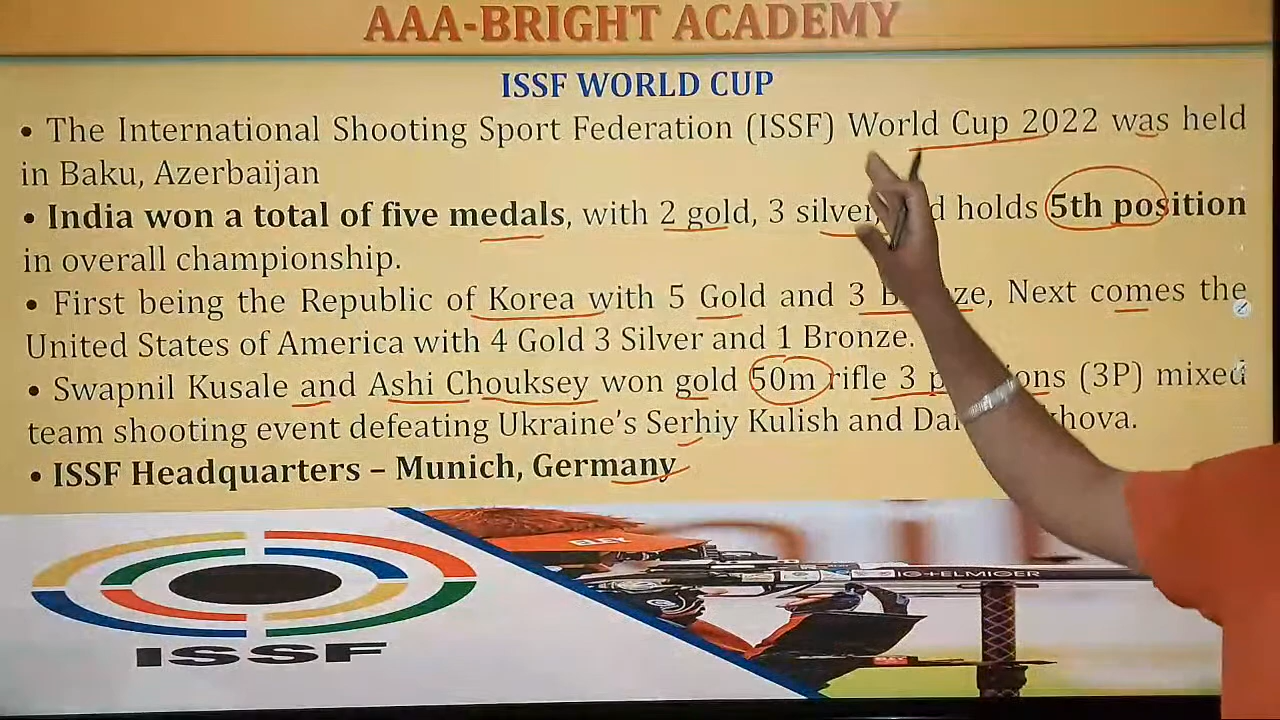 AAA-BRIGHT ACADEMY
ISSF WORLD CUP
• The International Shooting Sport Federation (ISSF) World Cup 2022 was held
in Baku, Azerbaijan
• India won a total of five medals, with 2 gold, 3 silver, holds 5th position
in overall championship.
• First being the Republic of Korea with 5 Gold and 3 Bronze, Next comes the
United States of America with 4 Gold 3 Silver and 1 Bronze.
• Swapnil Kusale and Ashi Chouksey won gold 50m rifle 3 (3P) mixed
team shooting event defeating Ukraine's Serhiy Kulish and
• ISSF Headquarters – Munich, Germany
ELEY
ISSF